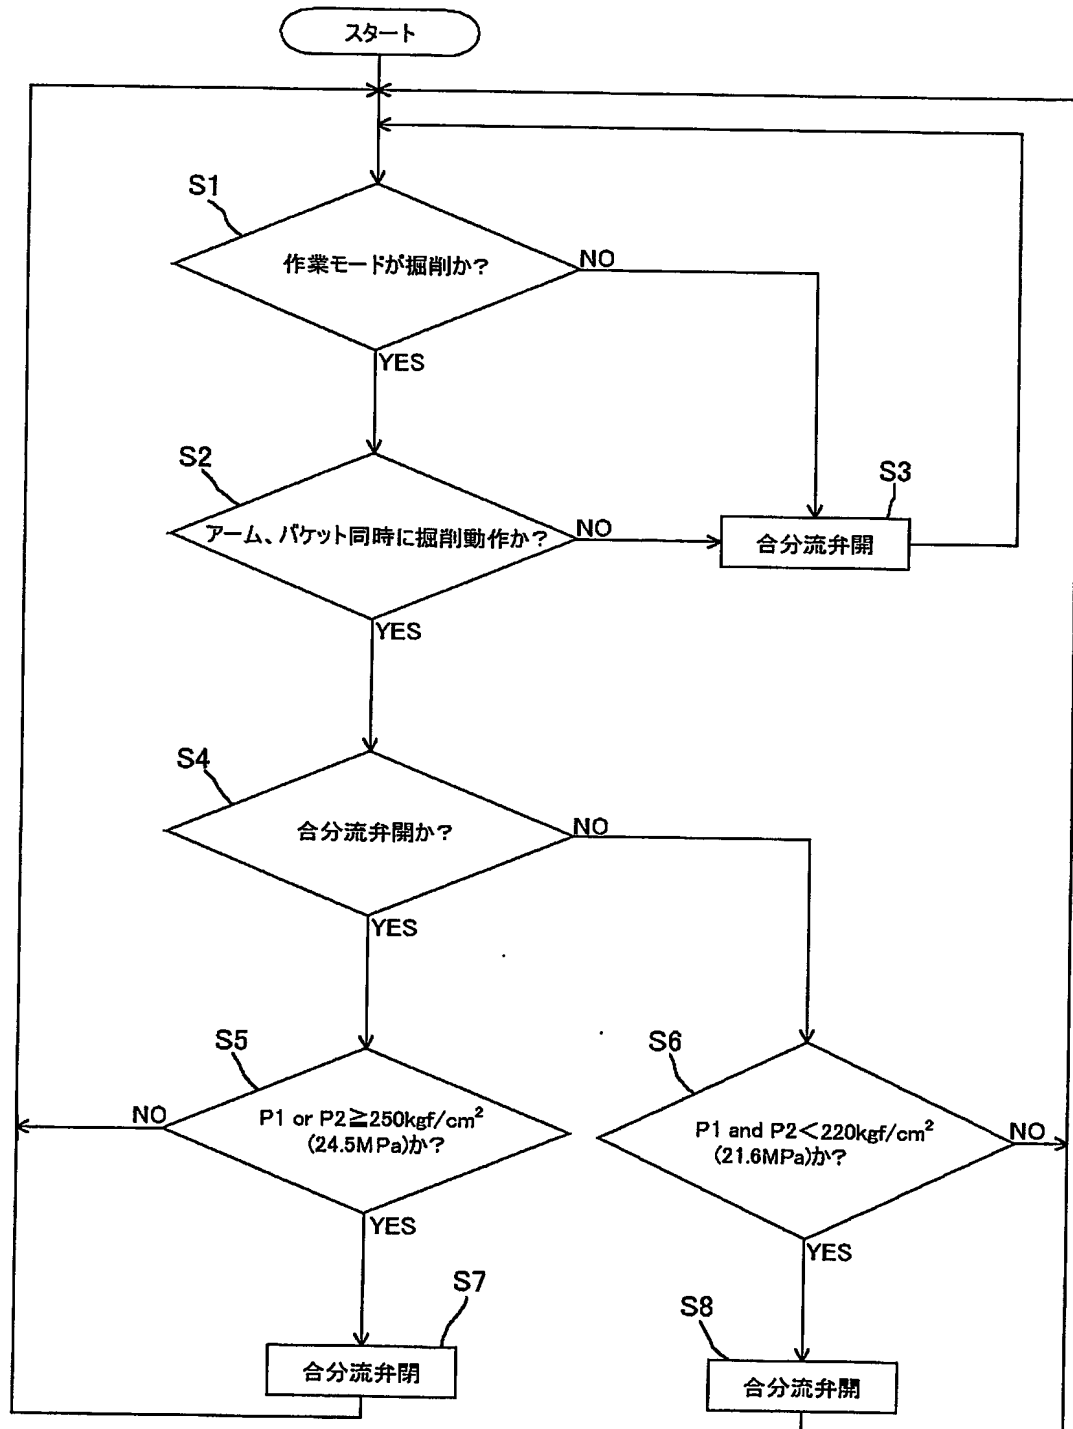 スタート
S1
作業モードが掘削か?
NO
YES
S2
アーム、バケット同時に掘削動作か?
NO
S3
合分流弁開
YES
S4
合分流弁開か?
NO
YES
S5
P1 or P2≧250kgf/cm²
(24.5MPa)か?
NO
YES
S6
P1 and P2<220kgf/cm²
(21.6MPa)か?
NO
YES
S7
合分流弁閉
S8
合分流弁開